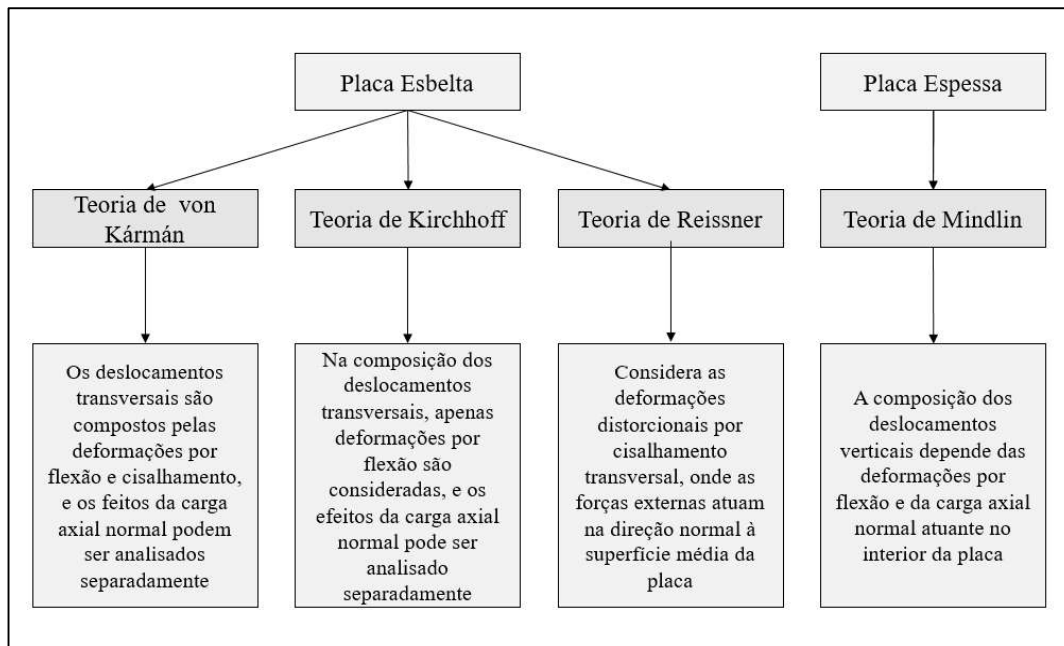 Placa Esbelta
Placa Espessa
Teoria de von
Kármán
Teoria de Kirchhoff
Teoria de Reissner
Teoria de Mindlin
Os deslocamentos
transversais são
compostos pelas
deformações por
flexão e cisalhamento,
e os feitos da carga
axial normal podem
ser analisados
separadamente
Na composição dos
deslocamentos
transversais, apenas
deformações por
flexão são
consideradas, e os
efeitos da carga axial
normal pode ser
analisado
separadamente
Considera as
deformações
distorcionais por
cisalhamento
transversal, onde as
forças externas atuam
na direção normal à
superfície média da
placa
A composição dos
deslocamentos
verticais depende das
deformações por
flexão e da carga axial
normal atuante no
interior da placa